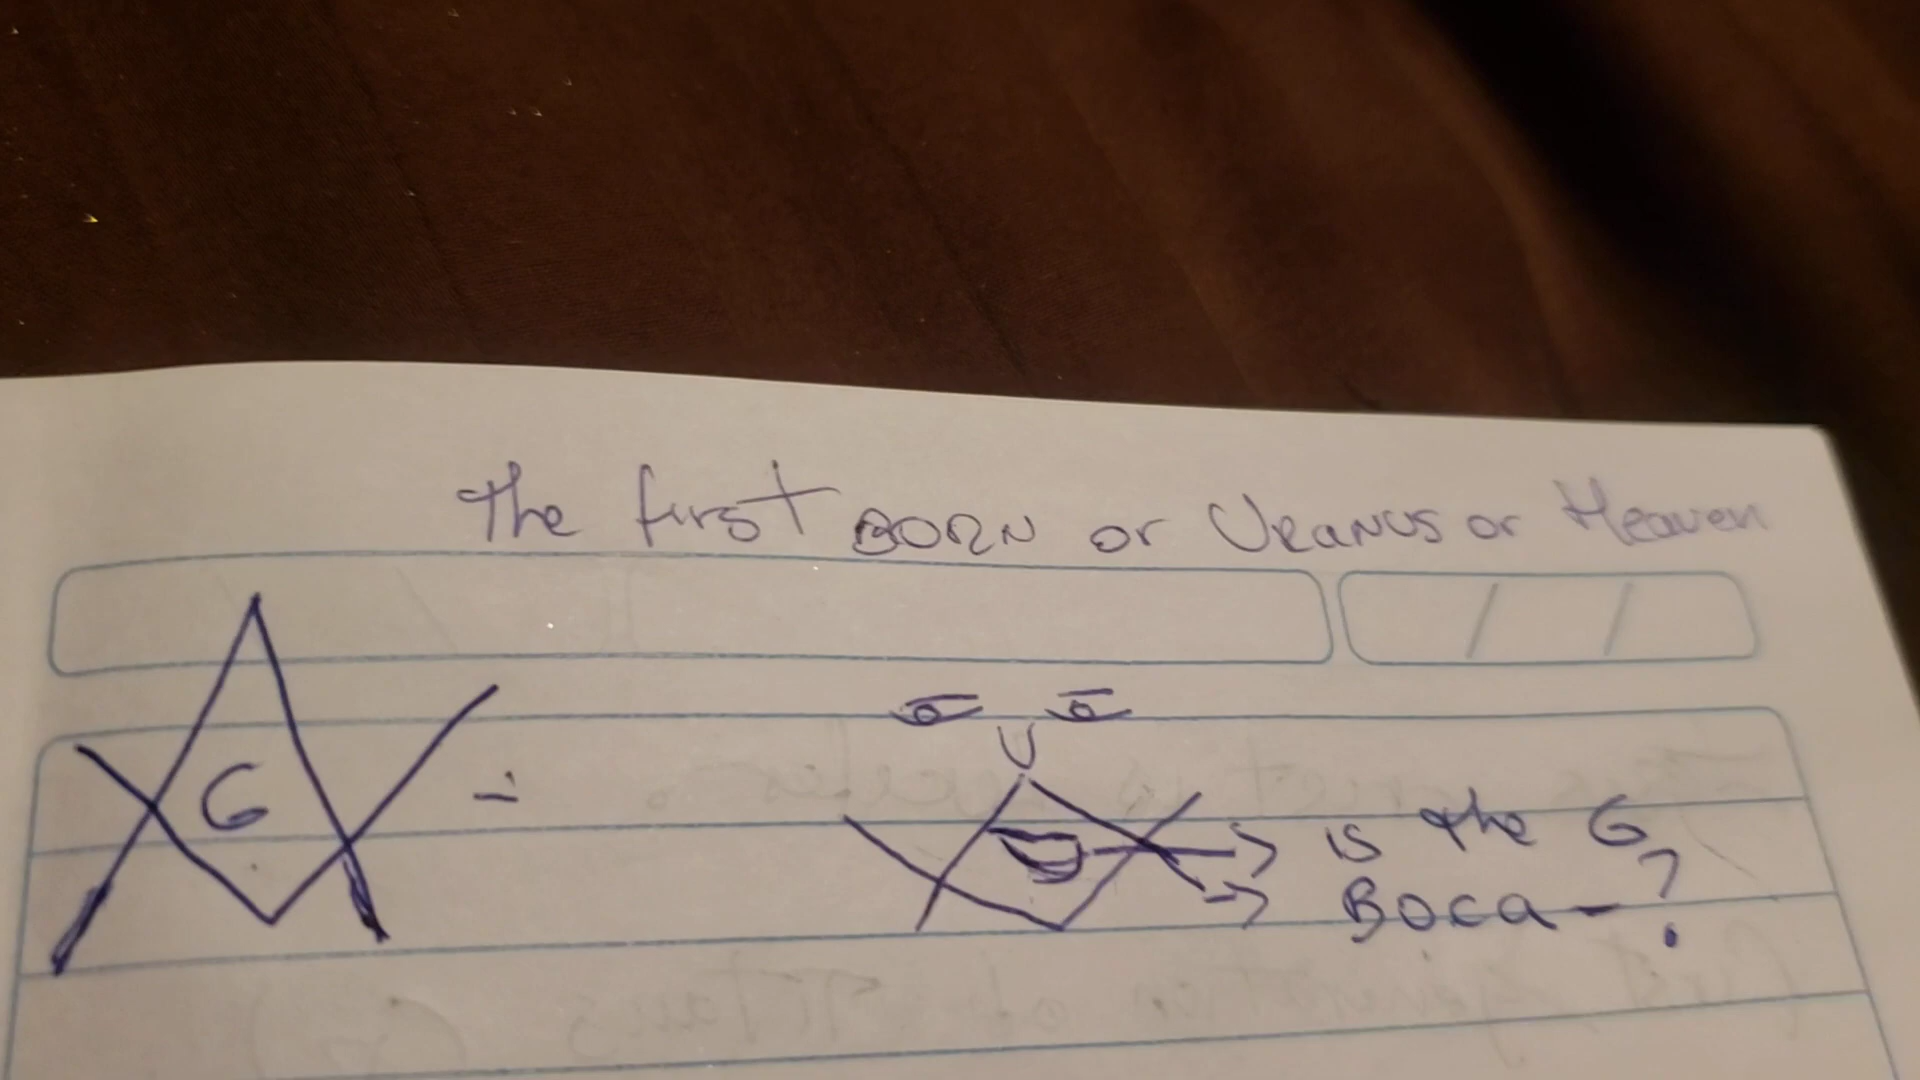 The first BORN or Uranus or Heaven
G
is the G
BOCA - ?